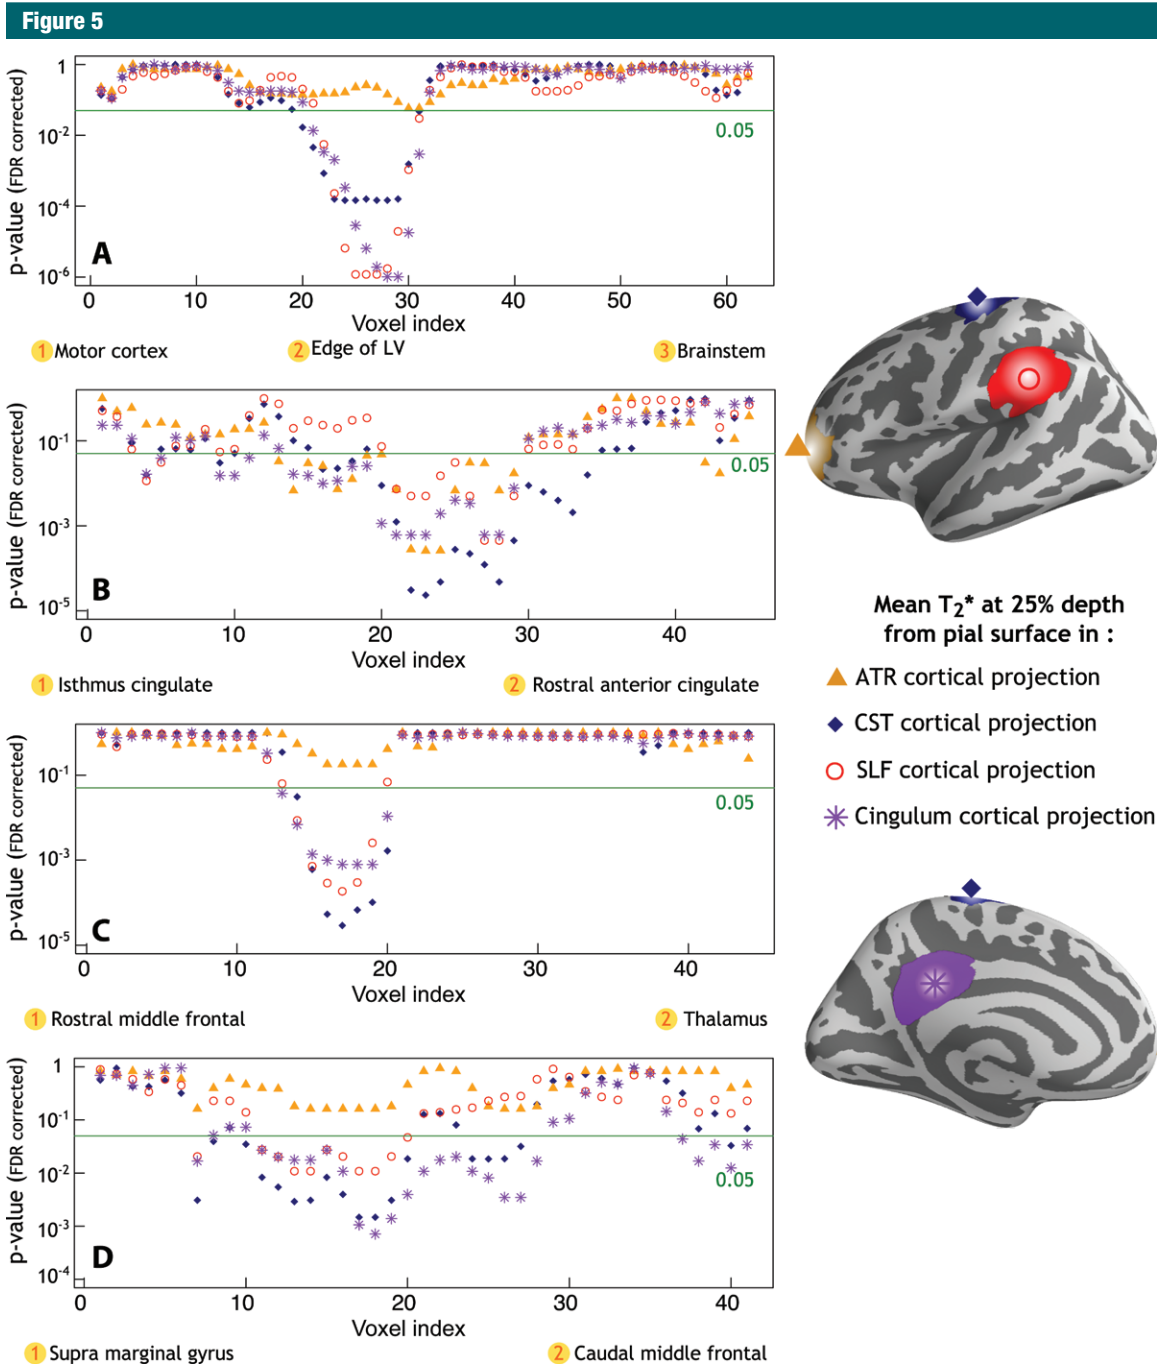 Figure 5
p-value (FDR corrected)
1
10-2
10-4
10-6
0.05
A
0 10 20 30 40 50 60
Voxel index
1 Motor cortex 2 Edge of LV 3 Brainstem
p-value (FDR corrected)
10-1
10-3
10-5
0.05
B
0 10 20 30 40
Voxel index
1 Isthmus cingulate 2 Rostral anterior cingulate
p-value (FDR corrected)
10-1
10-3
10-5
0.05
C
0 10 20 30 40
Voxel index
1 Rostral middle frontal 2 Thalamus
p-value (FDR corrected)
1
10-1
10-2
10-3
10-4
0.05
D
0 10 20 30 40
Voxel index
1 Supra marginal gyrus 2 Caudal middle frontal
Mean T2* at 25% depth
from pial surface in :
ATR cortical projection
CST cortical projection
SLF cortical projection
Cingulum cortical projection